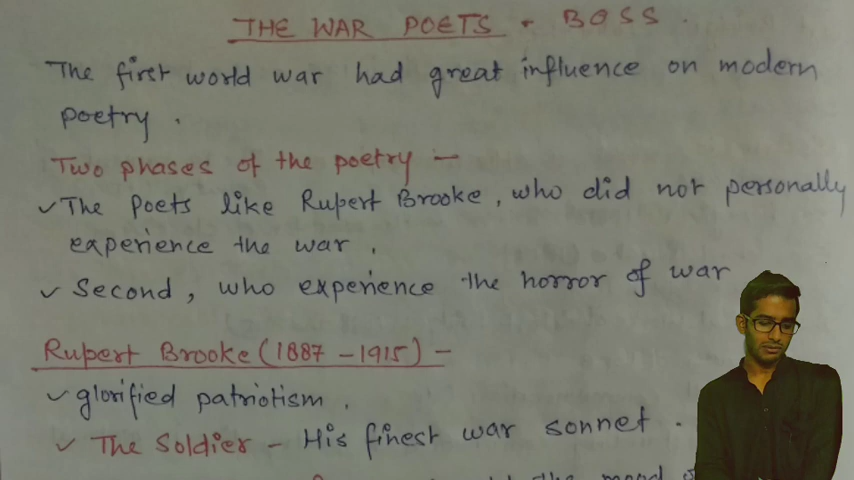 THE WAR POETS - BOSS.
The first world war had great influence on modern
poetry.
Two phases of the poetry -
✓ The poets like Rupert Brooke, who did not personally
experience the war.
✓ Second, who experience the horror of war
Rupert Brooke (1887 - 1915) -
✓ glorified patriotism.
✓ The Soldier - His finest war sonnet.
the mood